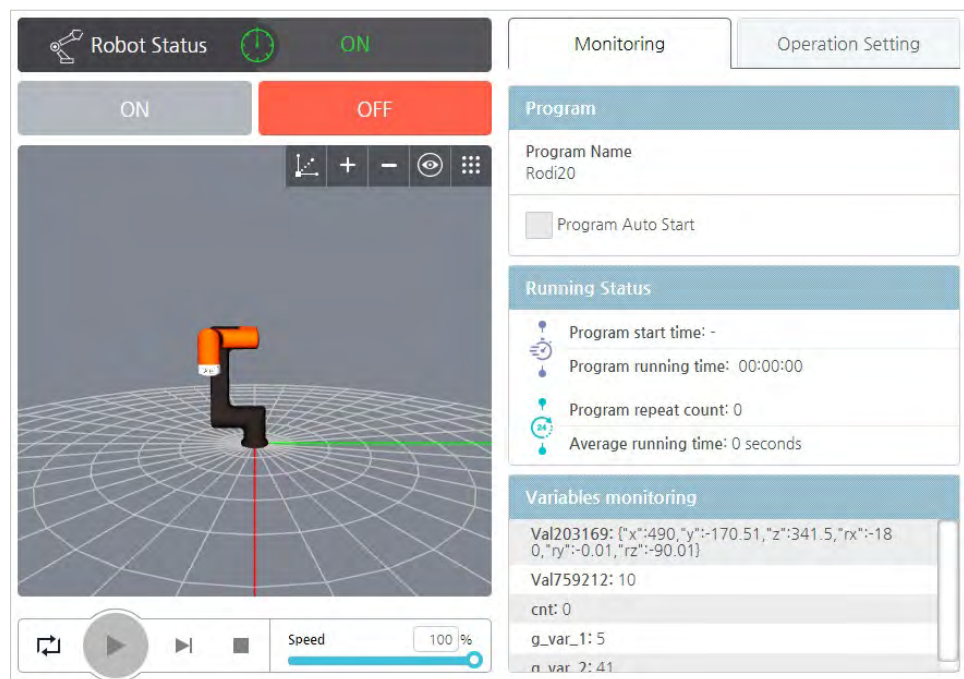 Robot Status
ON
ON
OFF
Monitoring
Operation Setting
Program
Program Name
Rodi20
Program Auto Start
Running Status
Program start time: -
Program running time: 00:00:00
24
Program repeat count: 0
Average running time: 0 seconds
Variables monitoring
Val203169: {"x":490,"y":-170.51,"z":341.5,"rx":-18
0,"ry":-0.01,"rz":-90.01}
Val759212: 10
cnt: 0
g_var_1: 5
g_var_2: 41
Speed
100 %